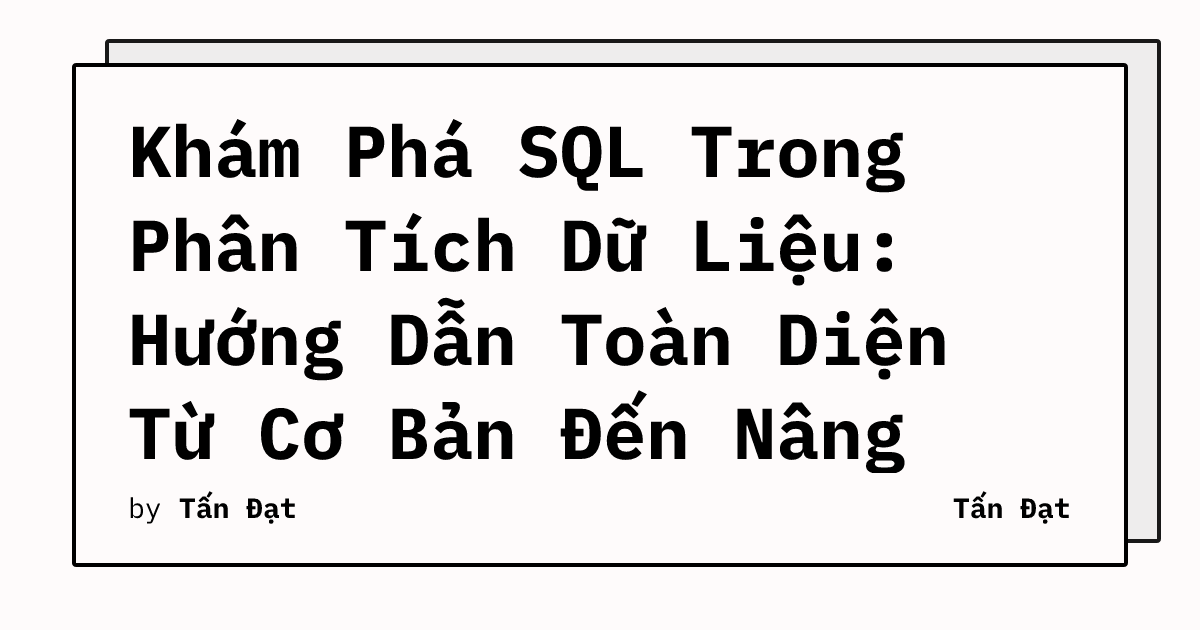 Khám Phá SQL Trong
Phân Tích Dữ Liệu:
Hướng Dẫn Toàn Diện
Từ Cơ Bản Đến Nâng
by Tấn Đạt
Tấn Đạt